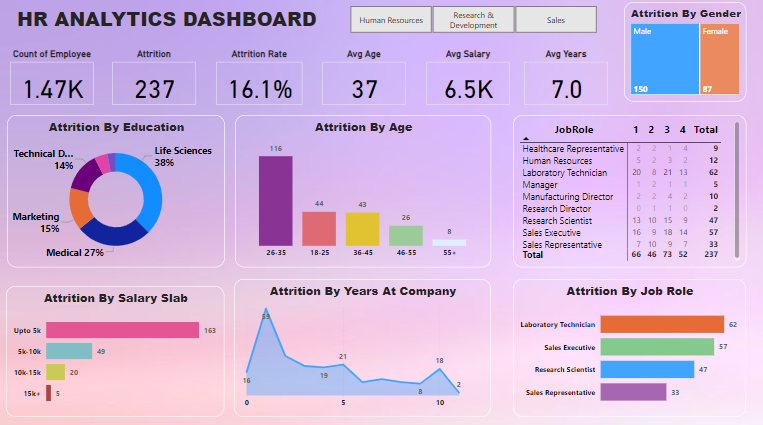 HR ANALYTICS DASHBOARD
Human Resources
Research &
Development
Sales
Attrition By Gender
Male
Female
150
87
Count of Employee
Attrition
Attrition Rate
Avg Age
Avg Salary
Avg Years
1.47K
237
16.1%
37
6.5K
7.0
Attrition By Education
Technical D...
14%
Life Sciences
38%
Marketing
15%
Medical 27%
Attrition By Age
116
44
43
26
8
26-35
18-25
36-45
46-55
55+
JobRole 1 2 3 4 Total
Healthcare Representative 2 2 1 4 9
Human Resources 5 2 3 2 12
Laboratory Technician 20 8 21 13 62
Manager 1 2 1 1 5
Manufacturing Director 2 2 4 2 10
Research Director 0 1 1 0 2
Research Scientist 13 10 15 9 47
Sales Executive 16 9 18 14 57
Sales Representative 7 10 9 7 33
Total 66 46 73 52 237
Attrition By Salary Slab
Upto 5k 163
5k-10k 49
10k-15k 20
15k+ 5
Attrition By Years At Company
59
16
19
21
8
18
2
0
5
10
Attrition By Job Role
Laboratory Technician 62
Sales Executive 57
Research Scientist 47
Sales Representative 33